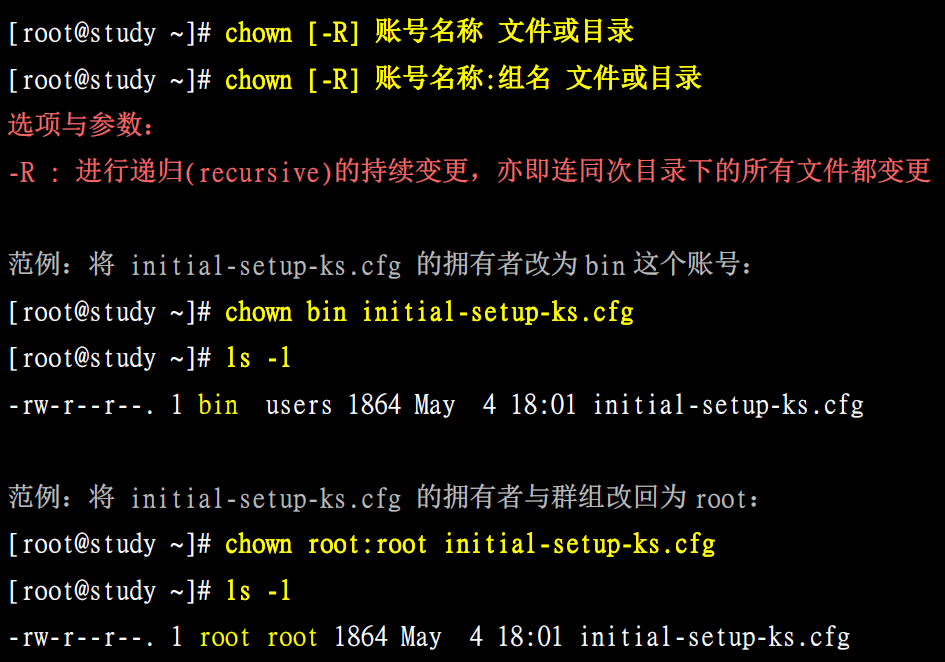 [root@study ~]# chown [-R] 账号名称 文件或目录
[root@study ~]# chown [-R] 账号名称:组名 文件或目录
选项与参数：
-R : 进行递归(recursive)的持续变更，亦即连同次目录下的所有文件都变更
范例：将 initial-setup-ks.cfg 的拥有者改为bin这个账号：
[root@study ~]# chown bin initial-setup-ks.cfg
[root@study ~]# ls -l
-rw-r--r--. 1 bin  users 1864 May  4 18:01 initial-setup-ks.cfg
范例：将 initial-setup-ks.cfg 的拥有者与群组改回为root：
[root@study ~]# chown root:root initial-setup-ks.cfg
[root@study ~]# ls -l
-rw-r--r--. 1 root root 1864 May  4 18:01 initial-setup-ks.cfg